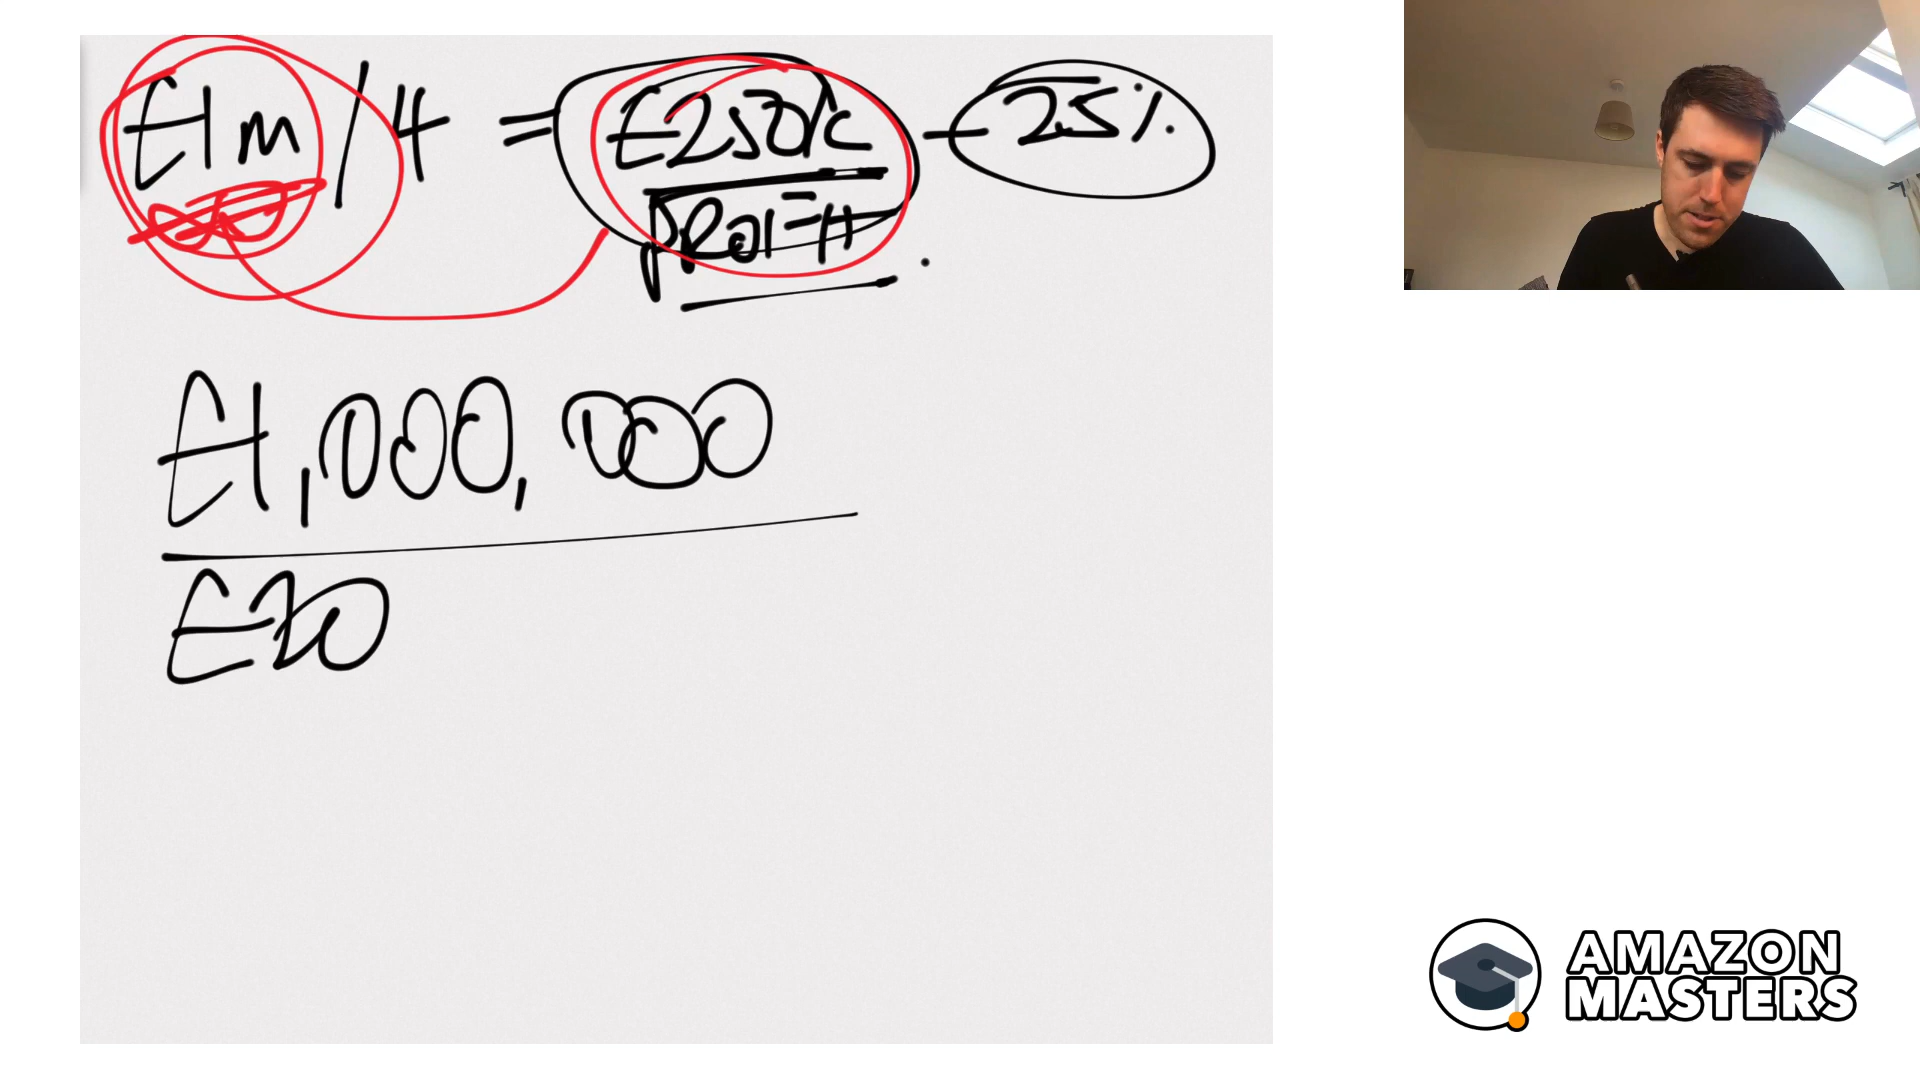 £1m / 4 = £250k - 25%
PROFIT
£1,000,000
£20
AMAZON
MASTERS